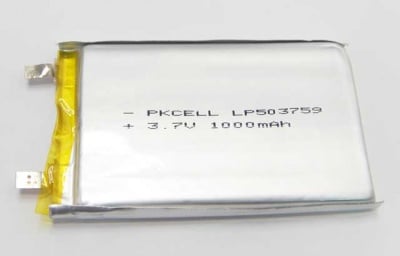 - PKCELL LP503759
+ 3.7V 1000mAh